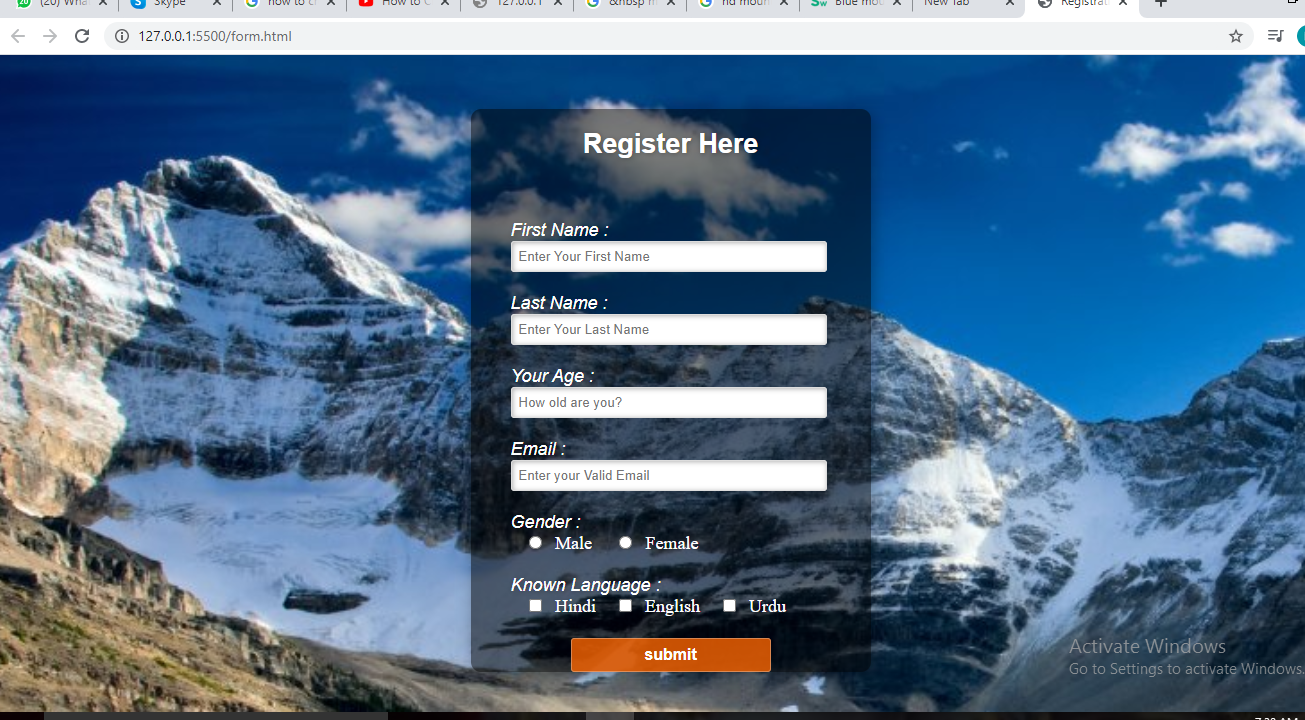 (20) What
Skype
how to c
How to C
127.0.0.1
&nbsp m
hd moun
Blue mou
New Tab
Registrat
127.0.0.1:5500/form.html
Register Here
First Name :
Enter Your First Name
Last Name :
Enter Your Last Name
Your Age :
How old are you?
Email :
Enter your Valid Email
Gender :
Male Female
Known Language :
Hindi English Urdu
submit
Activate Windows
Go to Settings to activate Windows.